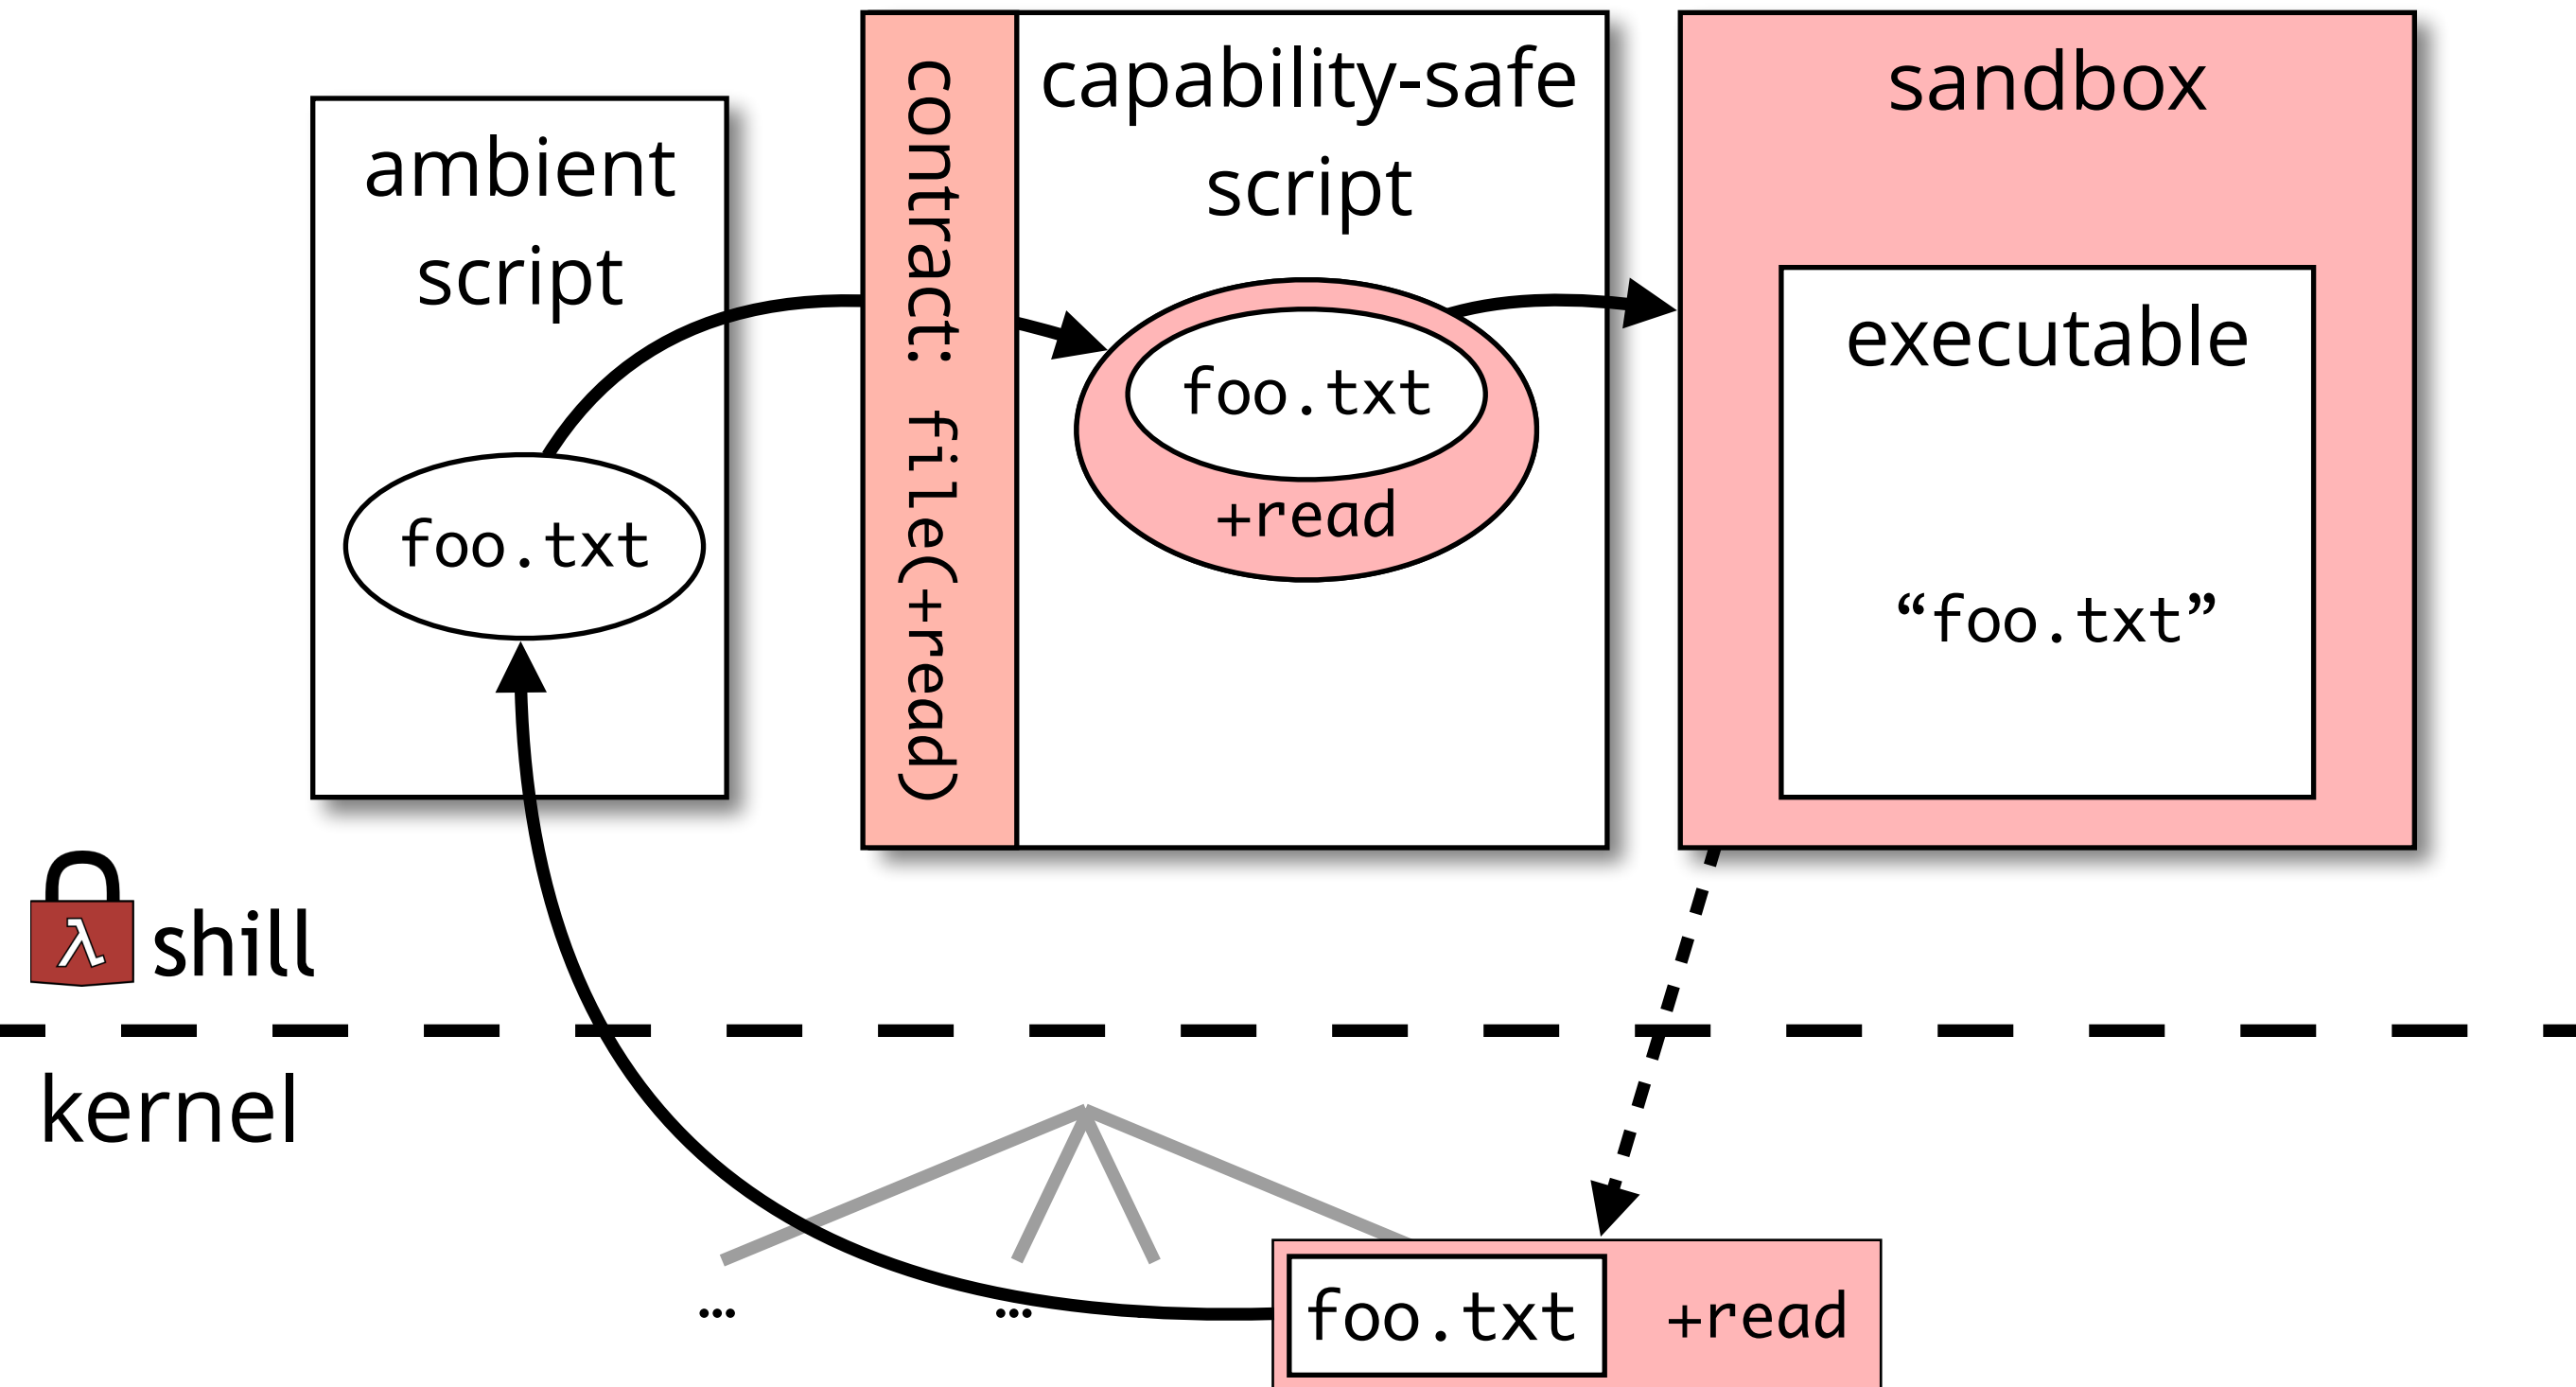 ambient
script
foo.txt
contract: file(+read)
capability-safe
script
foo.txt
+read
sandbox
executable
“foo.txt”
λ shill
kernel
... ...
foo.txt +read